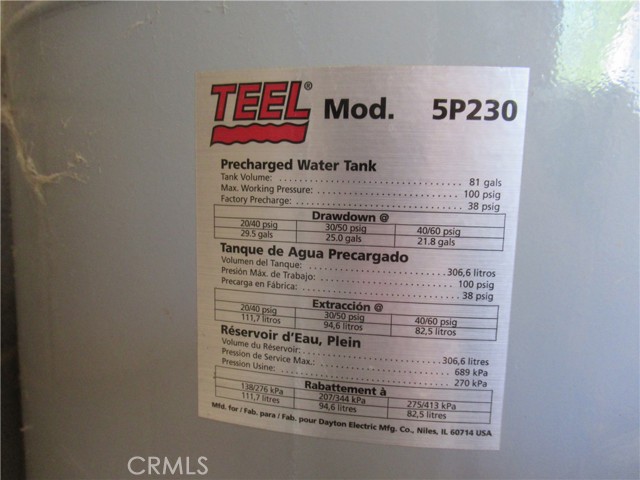 TEEL® Mod. 5P230
Precharged Water Tank
Tank Volume: 81 gals
Max. Working Pressure: 100 psig
Factory Precharge: 38 psig
Drawdown @
20/40 psig 30/50 psig 40/60 psig
29.5 gals 25.0 gals 21.8 gals
Tanque de Agua Precargado
Volumen del Tanque: 306,6 litros
Presión Máx. de Trabajo: 100 psig
Precarga en Fábrica: 38 psig
Extracción @
20/40 psig 30/50 psig 40/60 psig
111,7 litros 94,6 litros 82,5 litros
Réservoir d'Eau, Plein
Volume du Réservoir: 306,6 litres
Pression de Service Max.: 689 kPa
Pression Usine: 270 kPa
Rabattement à
138/276 kPa 207/344 kPa 275/413 kPa
111,7 litres 94,6 litres 82,5 litres
Mfd. for / Fab. para / Fab. pour Dayton Electric Mfg. Co., Niles, IL 60714 USA
CRMLS